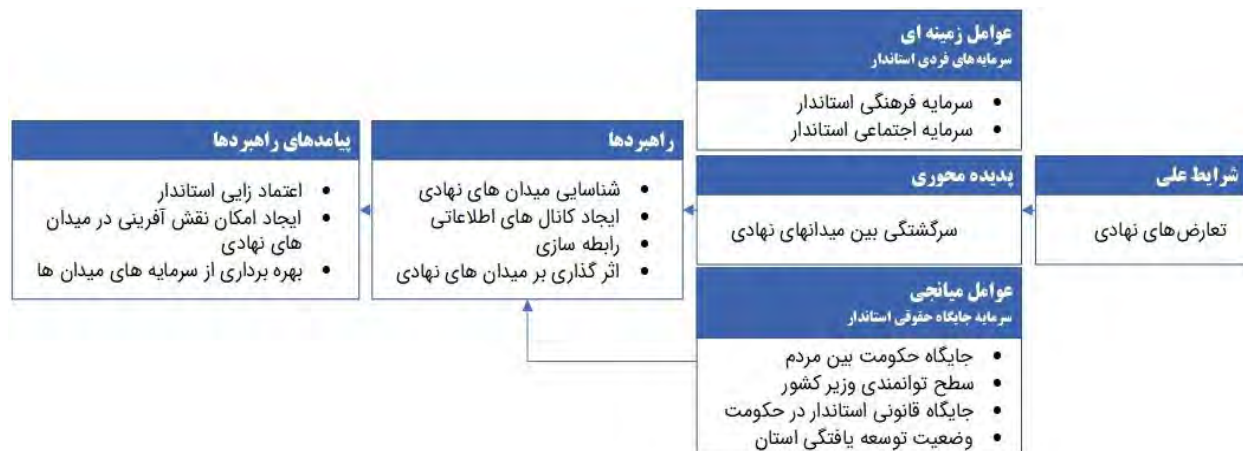 عوامل زمینه ای
سرمایه‌های فردی استاندار
• سرمایه فرهنگی استاندار
• سرمایه اجتماعی استاندار
شرایط علی
تعارض‌های نهادی
پدیده محوری
سرگشتگی بین میدانهای نهادی
راهبردها
• شناسایی میدان های نهادی
• ایجاد کانال های اطلاعاتی
• رابطه سازی
• اثر گذاری بر میدان های نهادی
پیامدهای راهبردها
• اعتماد زایی استاندار
• ایجاد امکان نقش آفرینی در میدان
های نهادی
• بهره برداری از سرمایه های میدان ها
عوامل میانجی
سرمایه جایگاه حقوقی استاندار
• جایگاه حکومت بین مردم
• سطح توانمندی وزیر کشور
• جایگاه قانونی استاندار در حکومت
• وضعیت توسعه یافتگی استان